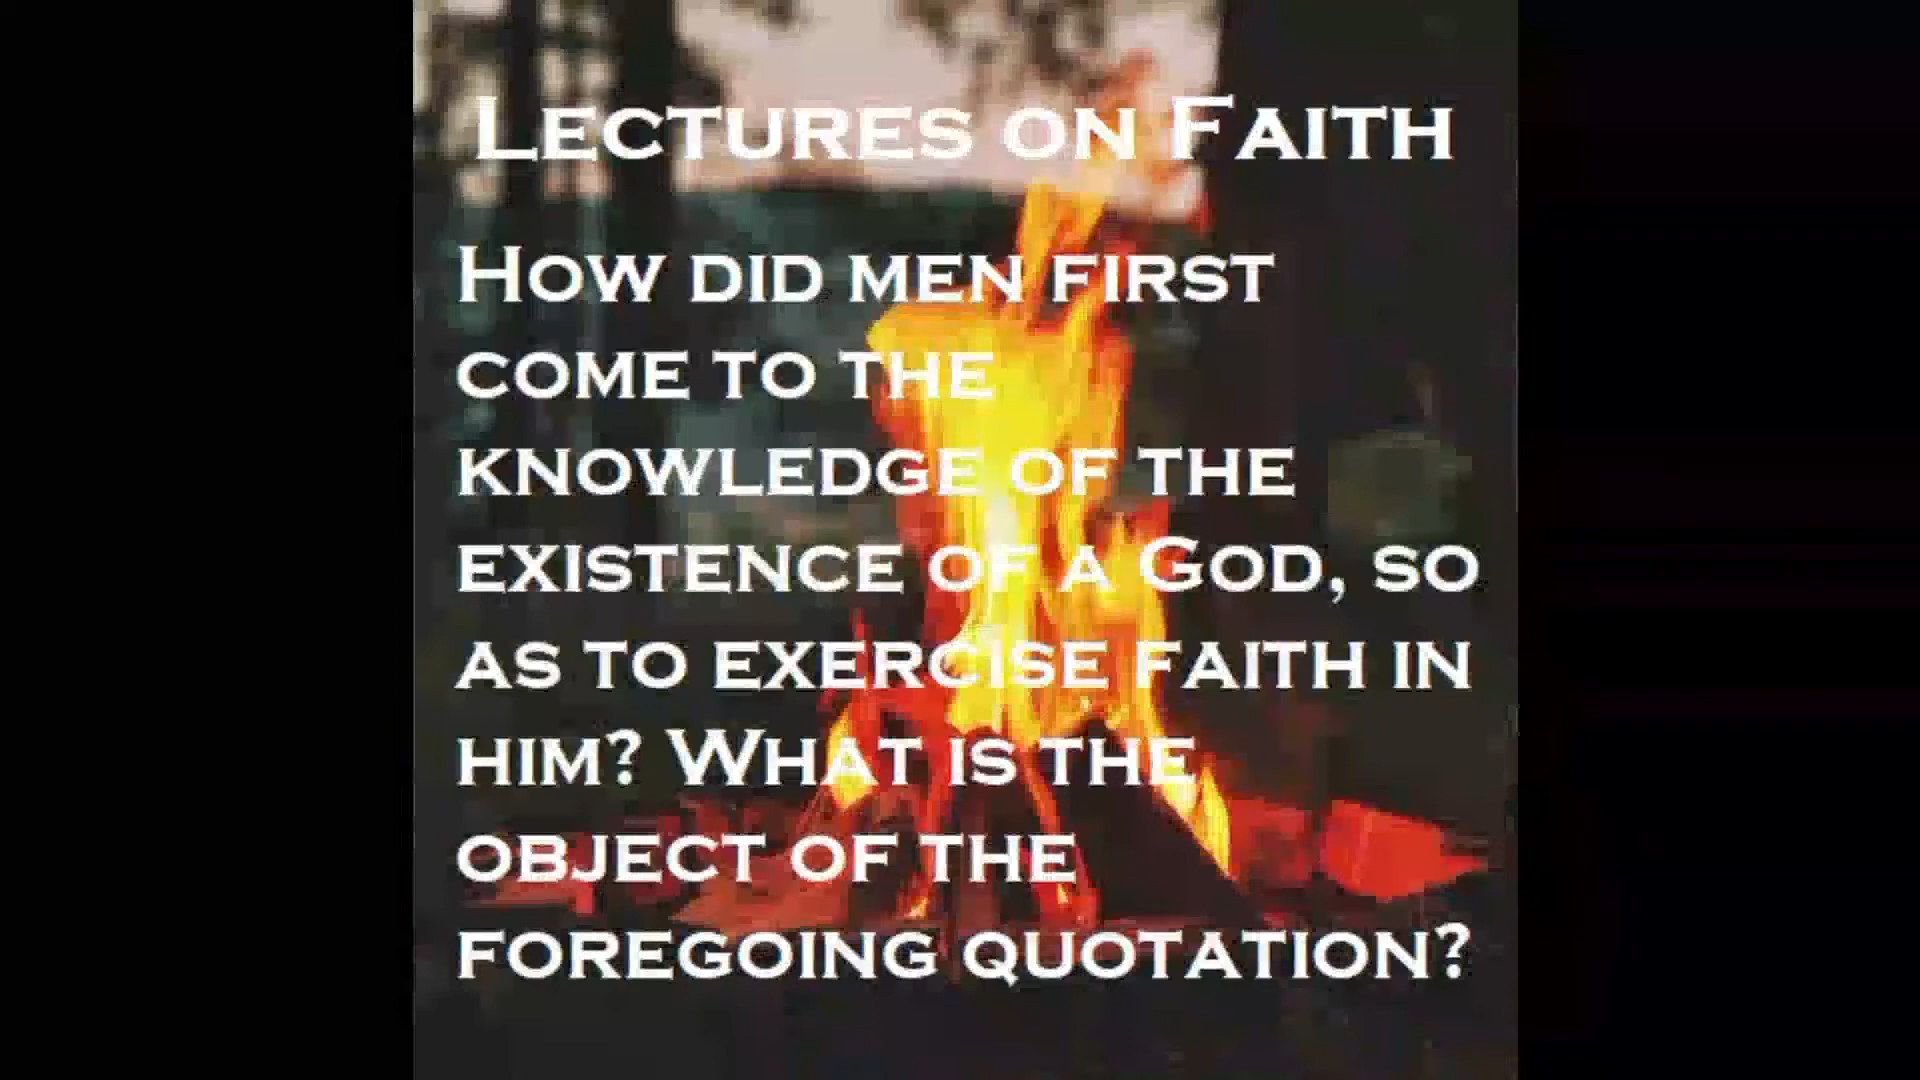 Lectures on Faith
How did men first
come to the
knowledge of the
existence of a God, so
as to exercise faith in
him? What is the
object of the
foregoing quotation?